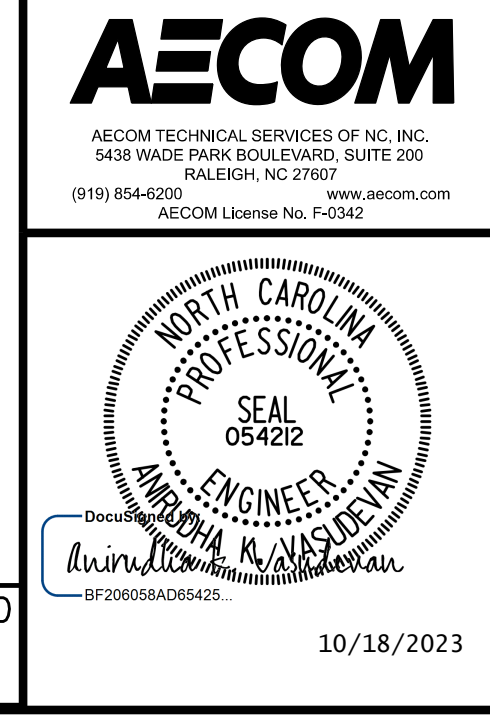 AECOM
AECOM TECHNICAL SERVICES OF NC, INC.
5438 WADE PARK BOULEVARD, SUITE 200
RALEIGH, NC 27607
(919) 854-6200 www.aecom.com
AECOM License No. F-0342
NORTH CAROLINA
PROFESSIONAL
SEAL
054212
ENGINEER
ANIRUDHA K. VASUDEVAN
DocuSigned by:
Anirudha K. Vasudevan
BF206058AD65425...
0
10/18/2023